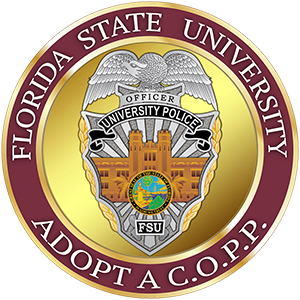 FLORIDA STATE UNIVERSITY
OFFICER
UNIVERSITY POLICE
FSU
ADOPT A C.O.P.P.